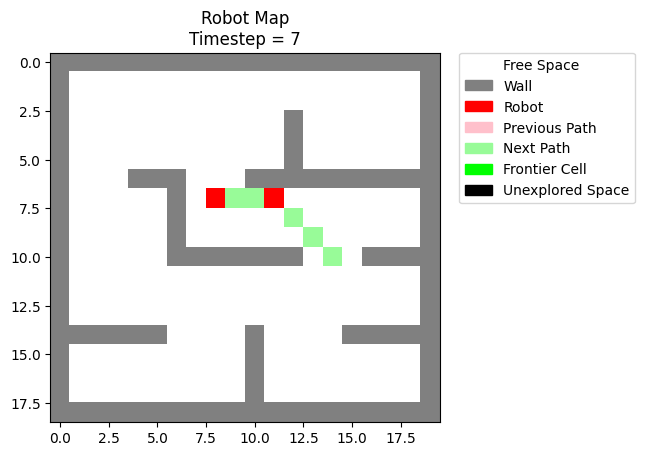 Robot Map
Timestep = 7
0.0
2.5
5.0
7.5
10.0
12.5
15.0
17.5
0.0 2.5 5.0 7.5 10.0 12.5 15.0 17.5
Free Space
Wall
Robot
Previous Path
Next Path
Frontier Cell
Unexplored Space